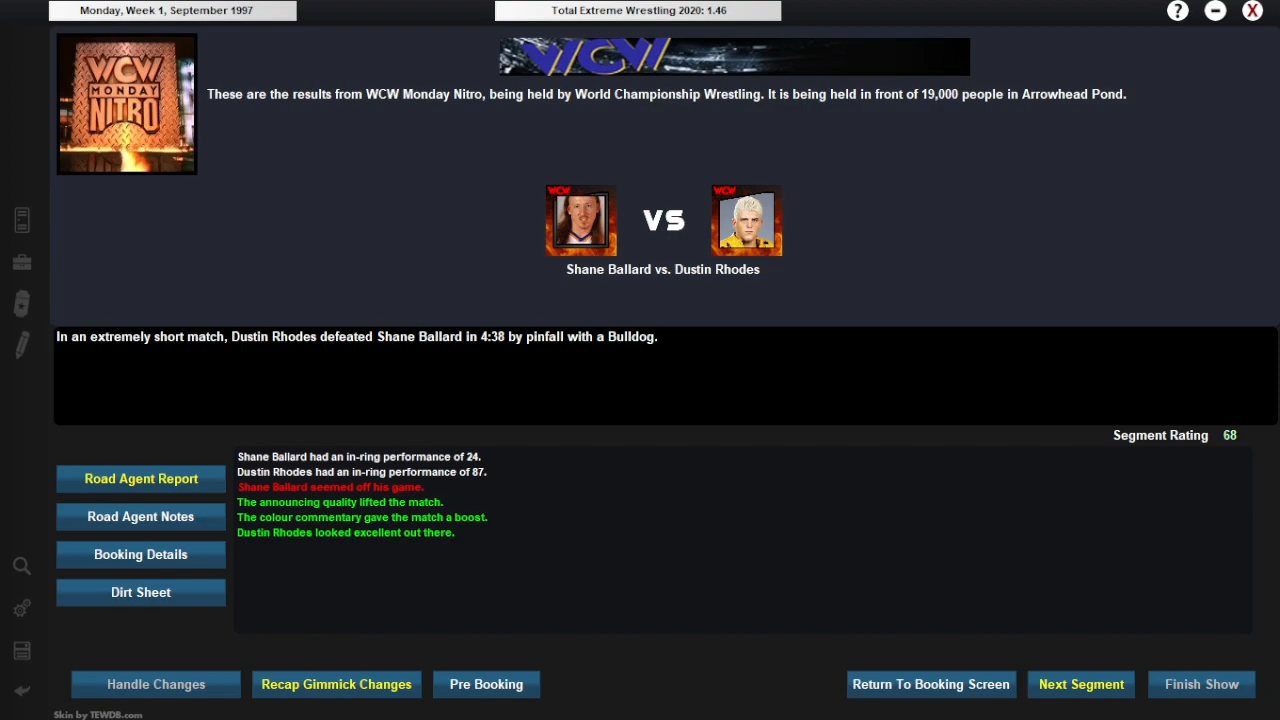 Monday, Week 1, September 1997
Total Extreme Wrestling 2020: 1.46
? - X
WCW
MONDAY
NITRO
WCW
These are the results from WCW Monday Nitro, being held by World Championship Wrestling. It is being held in front of 19,000 people in Arrowhead Pond.
WCW
VS
WCW
Shane Ballard vs. Dustin Rhodes
In an extremely short match, Dustin Rhodes defeated Shane Ballard in 4:38 by pinfall with a Bulldog.
Segment Rating 68
Road Agent Report
Road Agent Notes
Booking Details
Dirt Sheet
Shane Ballard had an in-ring performance of 24.
Dustin Rhodes had an in-ring performance of 87.
Shane Ballard seemed off his game.
The announcing quality lifted the match.
The colour commentary gave the match a boost.
Dustin Rhodes looked excellent out there.
Handle Changes
Recap Gimmick Changes
Pre Booking
Return To Booking Screen
Next Segment
Finish Show
Skin by TEWDB.com